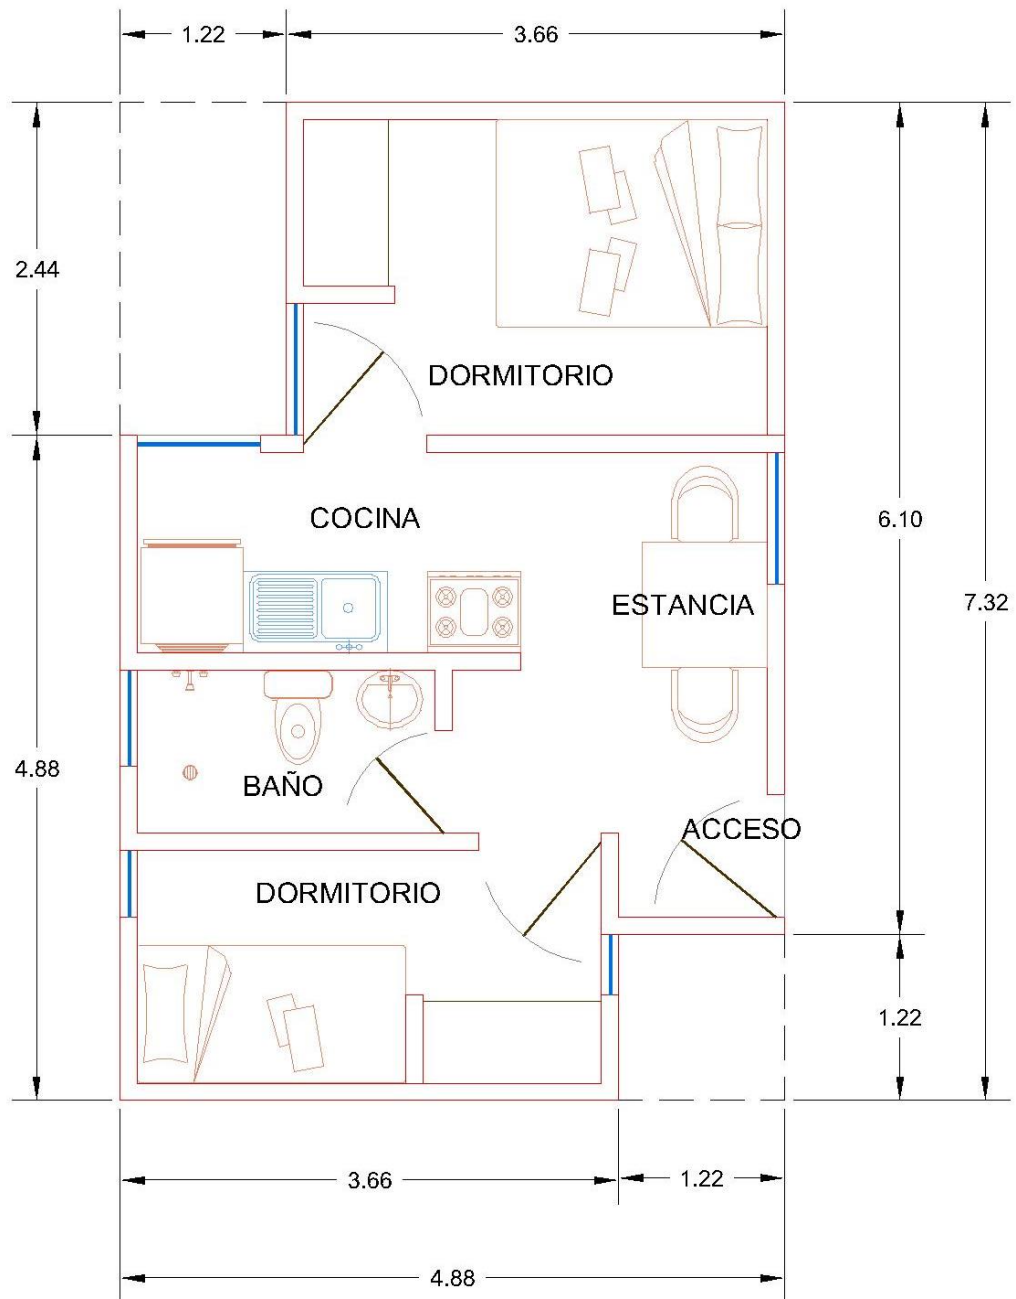 1.22
3.66
2.44
DORMITORIO
COCINA
6.10
ESTANCIA
7.32
4.88
BAÑO
ACCESO
DORMITORIO
1.22
3.66
1.22
4.88